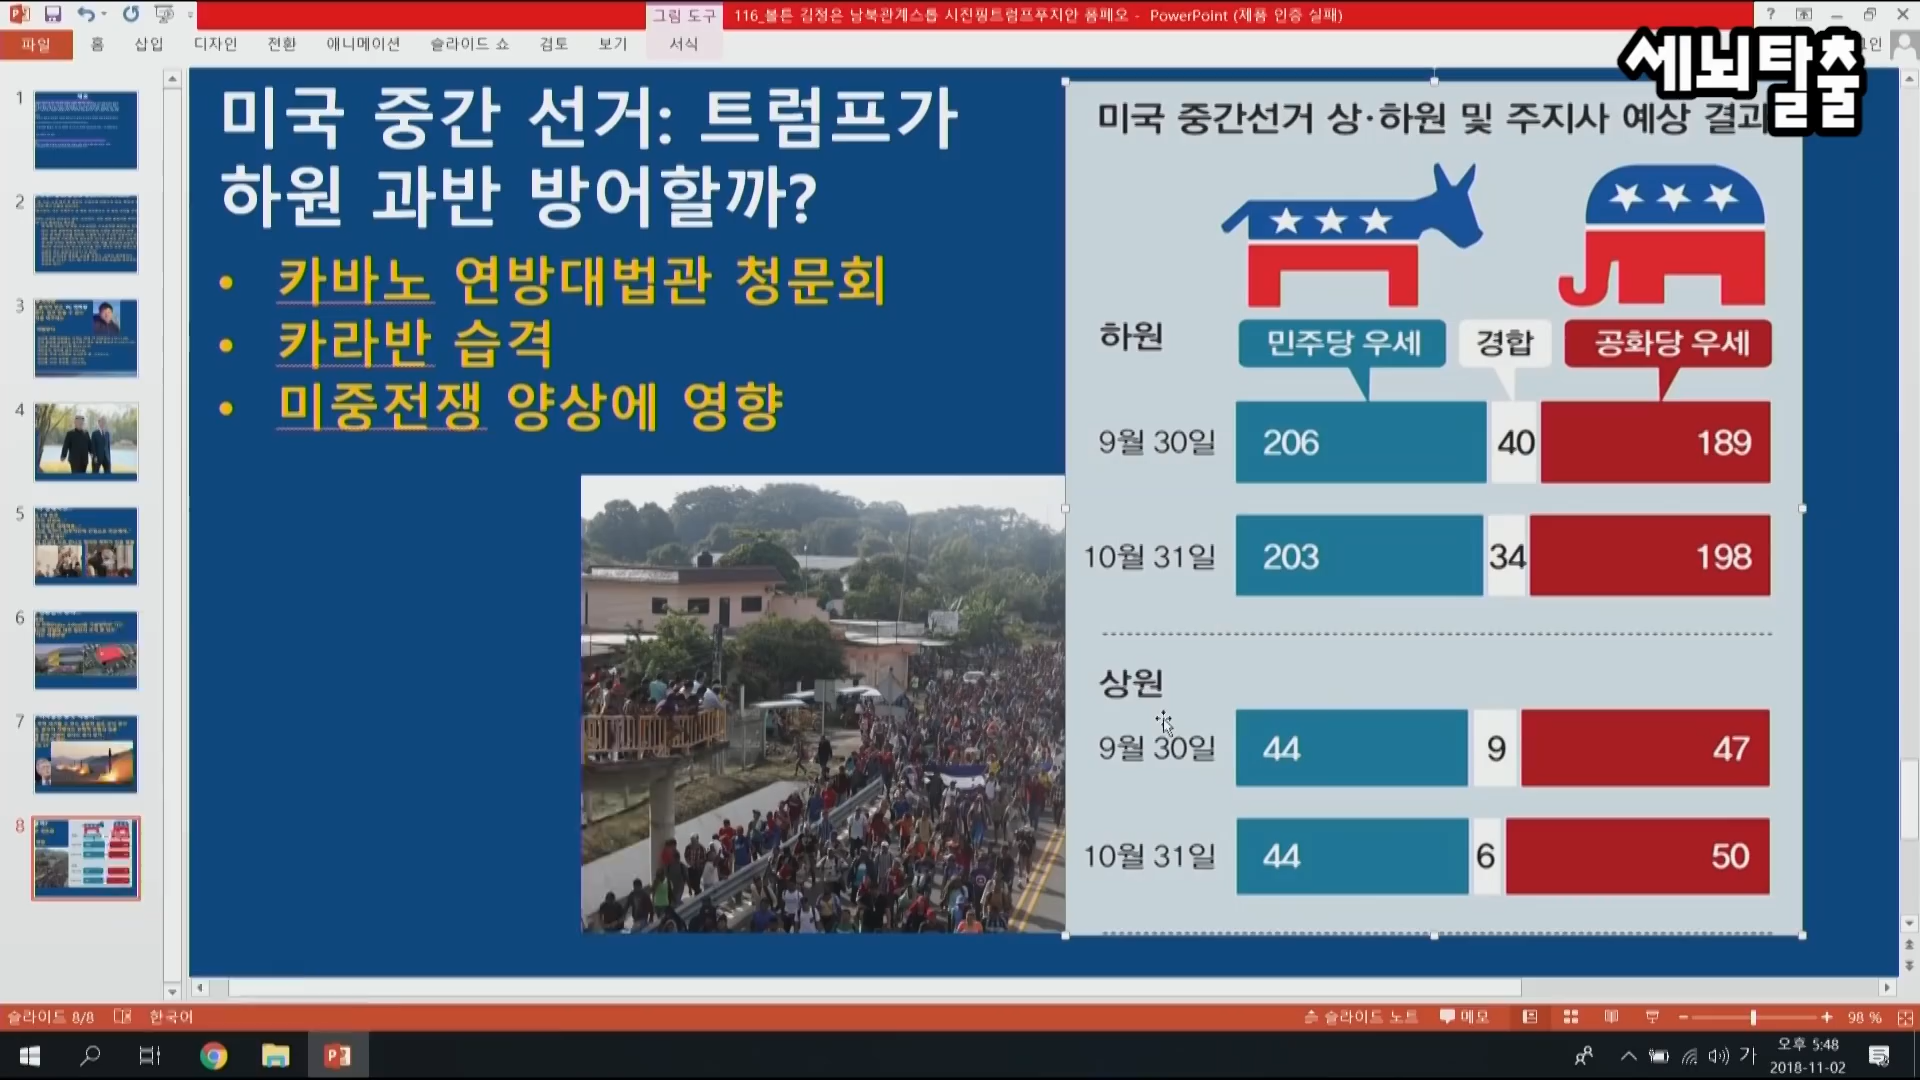 그림 도구
116_볼튼 김정은 남북관계스톱 시진핑트럼프푸지안 폼페오 - PowerPoint (제품 인증 실패)
파일
홈
삽입
디자인
전환
애니메이션
슬라이드 쇼
검토
보기
서식
세뇌탈출
1
2
3
4
5
6
7
8
미국 중간 선거: 트럼프가
하원 과반 방어할까?
• 카바노 연방대법관 청문회
• 카라반 습격
• 미중전쟁 양상에 영향
미국 중간선거 상·하원 및 주지사 예상 결과
하원
민주당 우세 경합 공화당 우세
9월 30일 206 40 189
10월 31일 203 34 198
상원
9월 30일 44 9 47
10월 31일 44 6 50
슬라이드 8/8
한국어
슬라이드 노트
메모
98 %
가
오후 5:48
2018-11-02